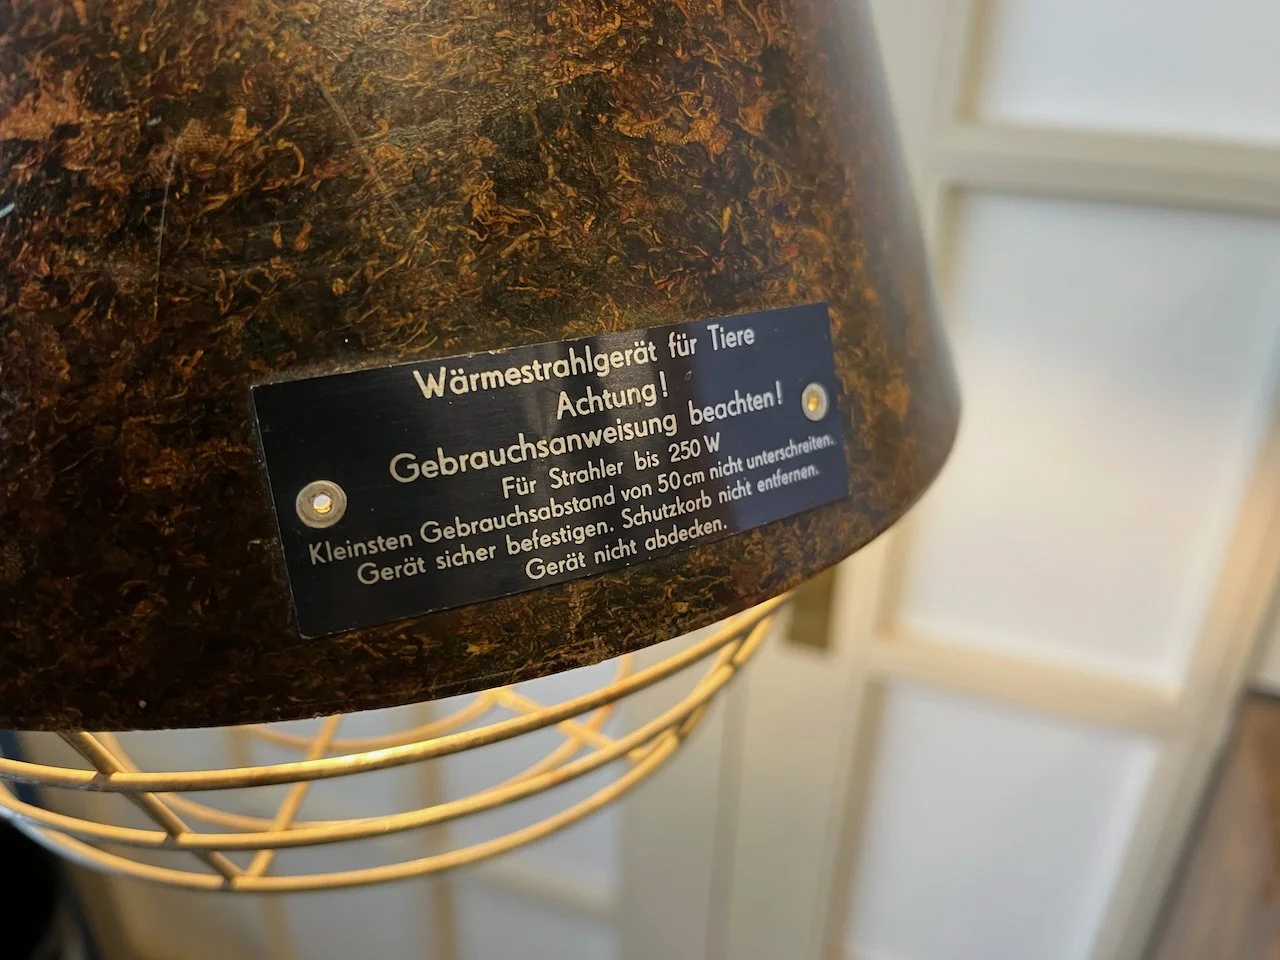 Wärmestrahlgerät für Tiere
Achtung!
Gebrauchsanweisung beachten!
Für Strahler bis 250 W
Kleinsten Gebrauchsabstand von 50 cm nicht unterschreiten.
Gerät sicher befestigen. Schutzkorb nicht entfernen.
Gerät nicht abdecken.